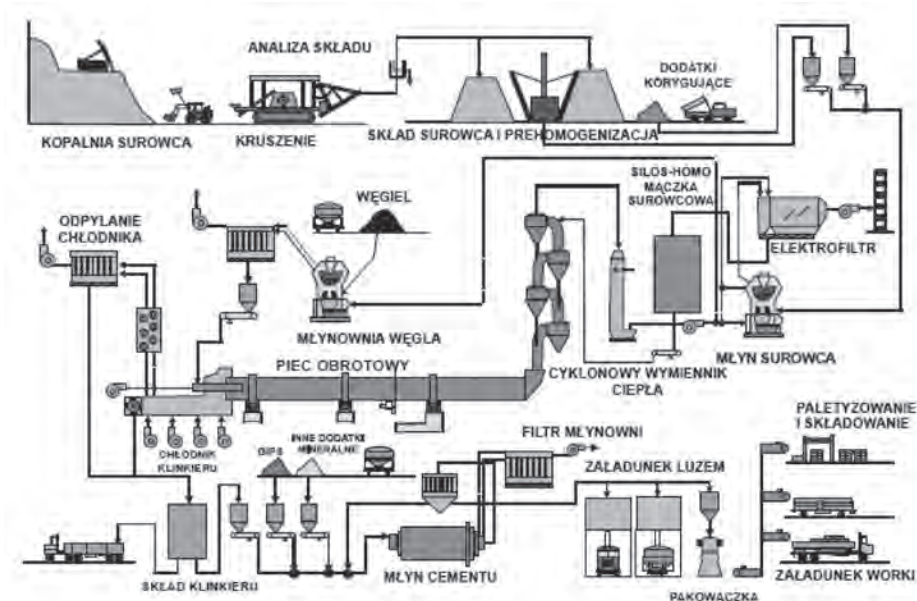 ANALIZA SKŁADU
DODATKI
KORYGUJĄCE
KOPALNIA SUROWCA
KRUSZENIE
SKŁAD SUROWCA I PREHOMOGENIZACJA
SILOS-HOMO
MĄCZKA
SUROWCOWA
WĘGIEL
ODPYLANIE
CHŁODNIKA
ELEKTROFILTR
MŁYNOWNIA WĘGLA
MŁYN SUROWCA
PIEC OBROTOWY
CYKLONOWY WYMIENNIK
CIEPŁA
PALETYZOWANIE
I SKŁADOWANIE
CHŁODNIK
KLINKIERU
GIPS
INNE DODATKI
MINERALNE
FILTR MŁYNOWNI
ZAŁADUNEK LUZEM
SKŁAD KLINKIERU
MŁYN CEMENTU
PAKOWACZKA
ZAŁADUNEK WORKI